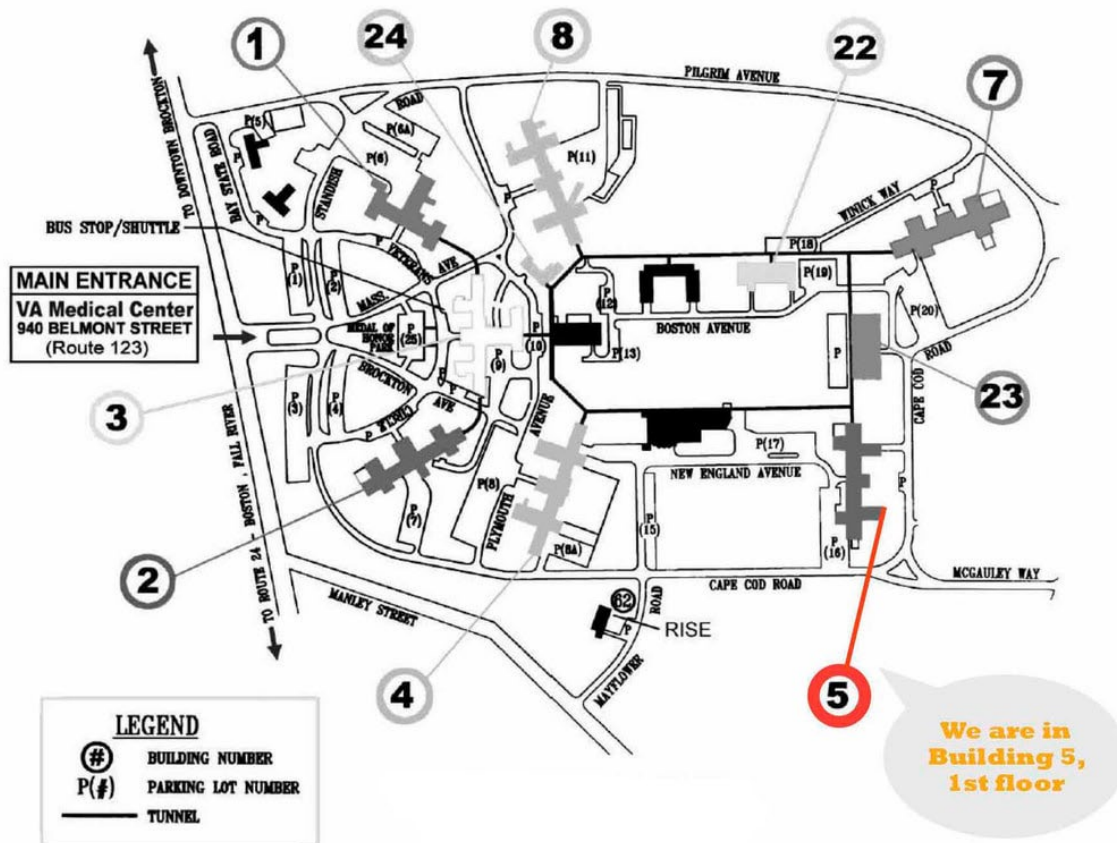 1
24
8
22
7
PILGRIM AVENUE
TO DOWNTOWN BROCKTON
BAY STATE ROAD
P(5)
P
P
ROAD
P(6A)
P(6)
STANDISH
P(11)
P
WINICK WAY
P
BUS STOP/SHUTTLE
P
VETERANS AVE
P(18)
P(19)
P(20)
P
(1)
P
(2)
MASS.
MAIN ENTRANCE
VA Medical Center
940 BELMONT STREET
(Route 123)
MEDAL OF
HONOR
PARK
P
(25)
P
(9)
P
(10)
P
(12)
P(13)
BOSTON AVENUE
P
CAPE COD ROAD
3
23
BROCKTON
AVE
P
P
P
(3)
P
(4)
CIRCLE
P
AVENUE
PLYMOUTH
P(8)
P
(7)
P(8A)
P(17)
NEW ENGLAND AVENUE
P
(15)
P
(16)
P
TO ROUTE 24 - BOSTON , FALL RIVER
2
MANLEY STREET
CAPE COD ROAD
MCGAULEY WAY
62
RISE
P
MAYFLOWER
ROAD
4
5
We are in
Building 5,
1st floor
LEGEND
# BUILDING NUMBER
P(#) PARKING LOT NUMBER
TUNNEL